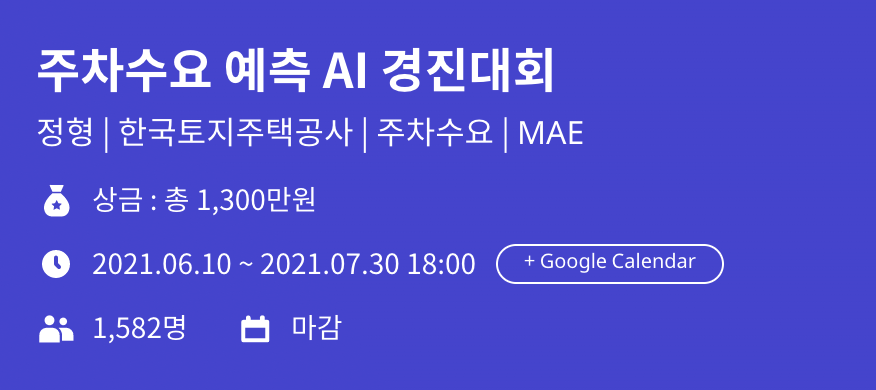 주차수요 예측 AI 경진대회
정형 | 한국토지주택공사 | 주차수요 | MAE
상금 : 총 1,300만원
2021.06.10 ~ 2021.07.30 18:00 + Google Calendar
1,582명 마감